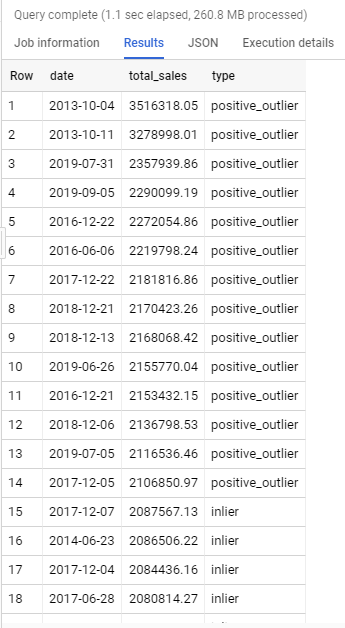 Query complete (1.1 sec elapsed, 260.8 MB processed)
Job information Results JSON Execution details
Row date total_sales type
1 2013-10-04 3516318.05 positive_outlier
2 2013-10-11 3278998.01 positive_outlier
3 2019-07-31 2357939.86 positive_outlier
4 2019-09-05 2290099.19 positive_outlier
5 2016-12-22 2272054.86 positive_outlier
6 2016-06-06 2219798.24 positive_outlier
7 2017-12-22 2181816.86 positive_outlier
8 2018-12-21 2170423.26 positive_outlier
9 2018-12-13 2168068.42 positive_outlier
10 2019-06-26 2155770.04 positive_outlier
11 2016-12-21 2153432.15 positive_outlier
12 2018-12-06 2136798.53 positive_outlier
13 2019-07-05 2116536.46 positive_outlier
14 2017-12-05 2106850.97 positive_outlier
15 2017-12-07 2087567.13 inlier
16 2014-06-23 2086506.22 inlier
17 2017-12-04 2084436.16 inlier
18 2017-06-28 2080814.27 inlier